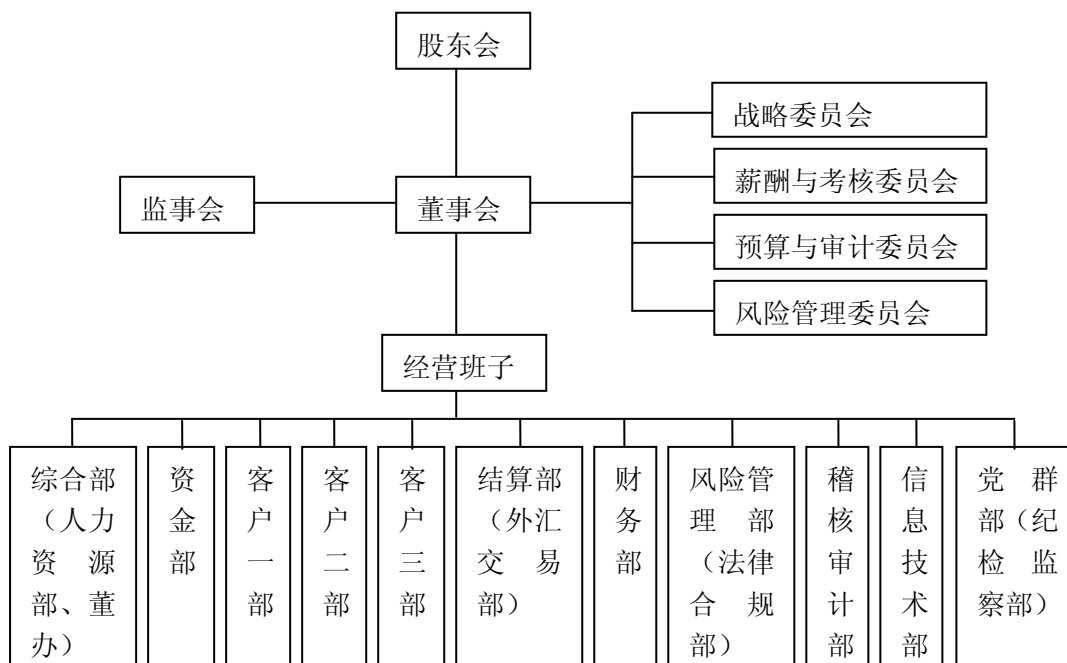 股东会
战略委员会
薪酬与考核委员会
监事会
董事会
预算与审计委员会
风险管理委员会
经营班子
综合部
（人力
资源
部、董
办）
资
金
部
客
户
一
部
客
户
二
部
客
户
三
部
结算部
（外汇
交易
部）
财
务
部
风险管
理部
（法律
合规
部）
稽
核
审
计
部
信
息
技
术
部
党群
部（纪
检监
察部）